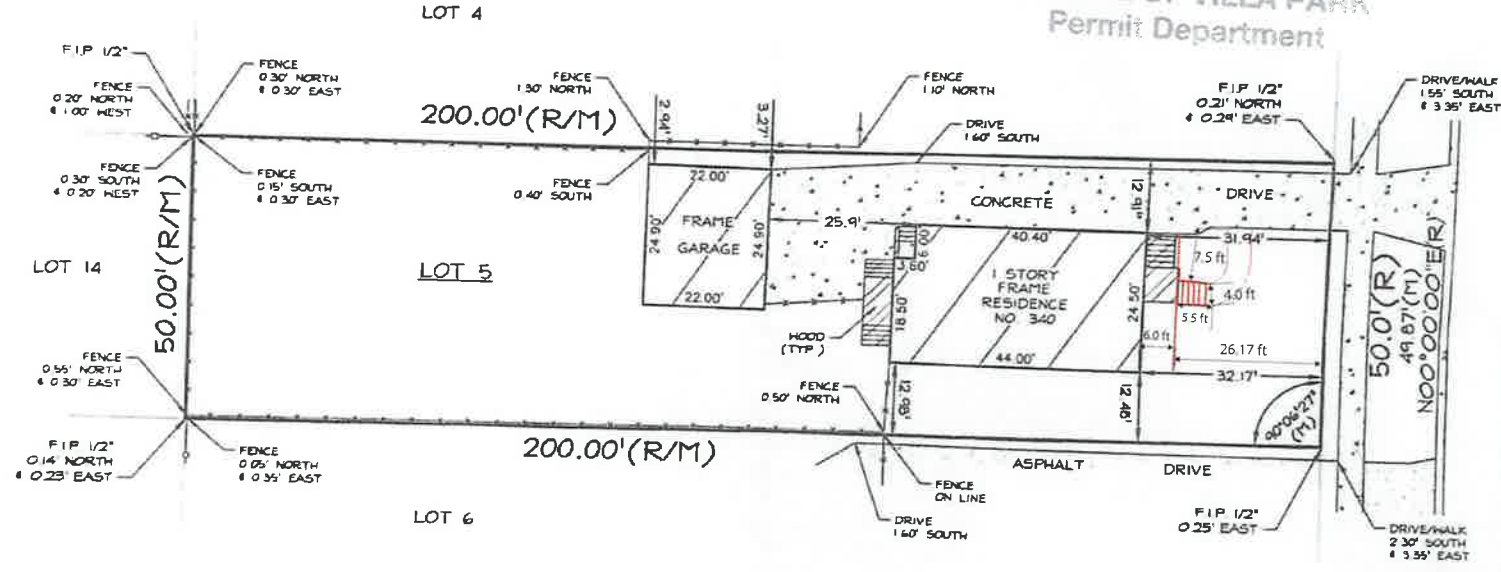 LOT 4
VILLA PARK
Permit Department
F.I.P. 1/2"
FENCE
0.30' NORTH
& 0.30' EAST
FENCE
0.20' NORTH
& 1.00' WEST
200.00'(R/M)
FENCE
1.30' NORTH
2.94'
3.27'
FENCE
1.10' NORTH
DRIVE
1.60' SOUTH
F.I.P. 1/2"
0.21' NORTH
& 0.29' EAST
DRIVE/WALK
1.55' SOUTH
& 3.35' EAST
FENCE
0.30' SOUTH
& 0.20' WEST
FENCE
0.15' SOUTH
& 0.30' EAST
FENCE
0.40' SOUTH
22.00'
FRAME
GARAGE
24.90'
24.90'
22.00'
25.9'
CONCRETE
DRIVE
12.91'
LOT 14
50.00'(R/M)
LOT 5
3.60'
6.00'
40.40'
1 STORY
FRAME
RESIDENCE
NO. 340
18.50'
24.50'
44.00'
31.94'
7.5 ft
4.0 ft
5.5 ft
6.0 ft
26.17 ft
32.17'
HOOD
(TYP.)
50.0'(R)
49.87'(M)
N00°00'00"E(R)
FENCE
0.55' NORTH
& 0.30' EAST
FENCE
0.50' NORTH
12.98'
12.48'
90°06'27"
(M)
F.I.P. 1/2"
0.14' NORTH
& 0.23' EAST
FENCE
0.05' NORTH
& 0.35' EAST
200.00'(R/M)
ASPHALT
DRIVE
FENCE
ON LINE
LOT 6
DRIVE
1.60' SOUTH
F.I.P. 1/2"
0.25' EAST
DRIVE/WALK
2.30' SOUTH
& 3.35' EAST